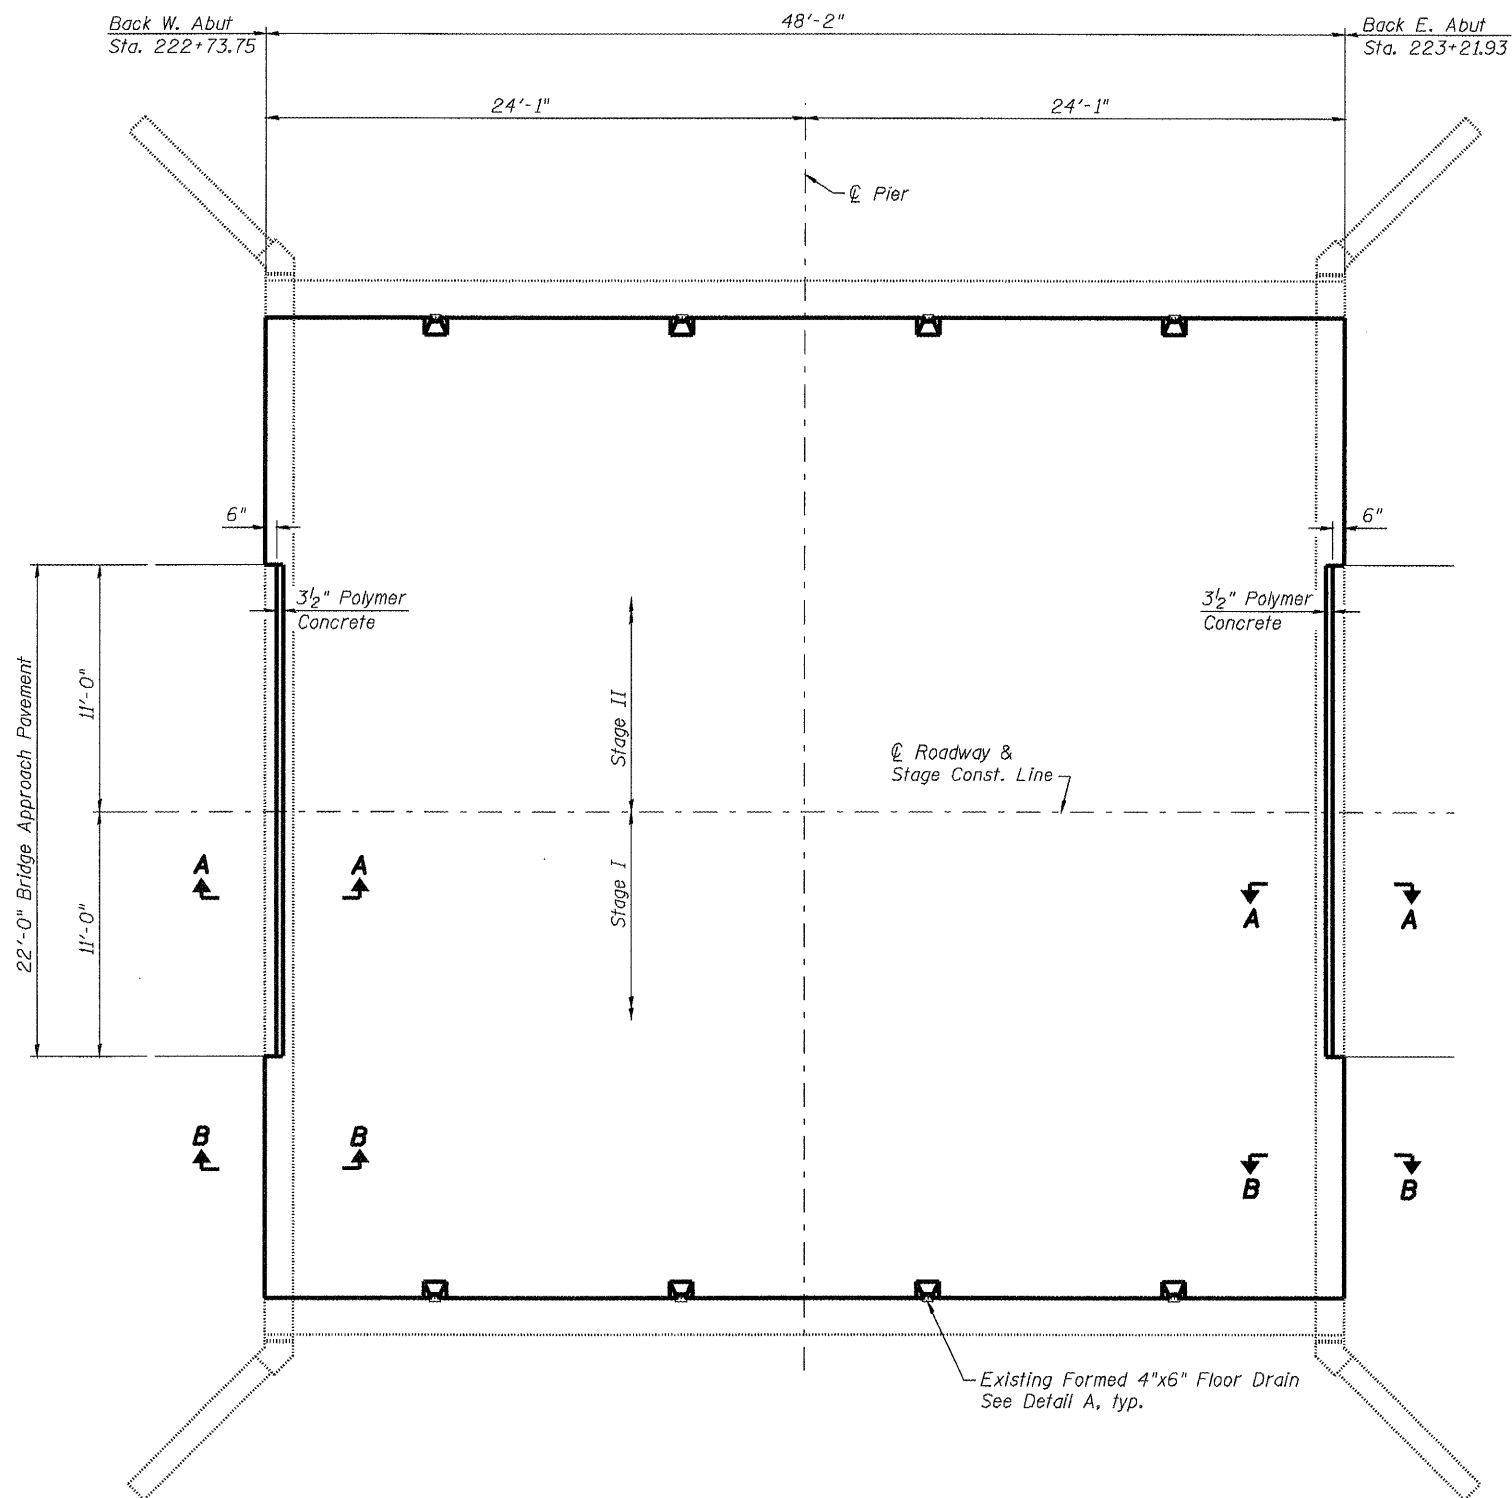 Back W. Abut
Sta. 222+73.75
48'-2"
Back E. Abut
Sta. 223+21.93
24'-1"
24'-1"
℄ Pier
6"
6"
3½" Polymer
Concrete
3½" Polymer
Concrete
22'-0" Bridge Approach Pavement
11'-0"
11'-0"
Stage II
Stage I
℄ Roadway &
Stage Const. Line
A
A
A
A
B
B
B
B
Existing Formed 4"x6" Floor Drain
See Detail A, typ.